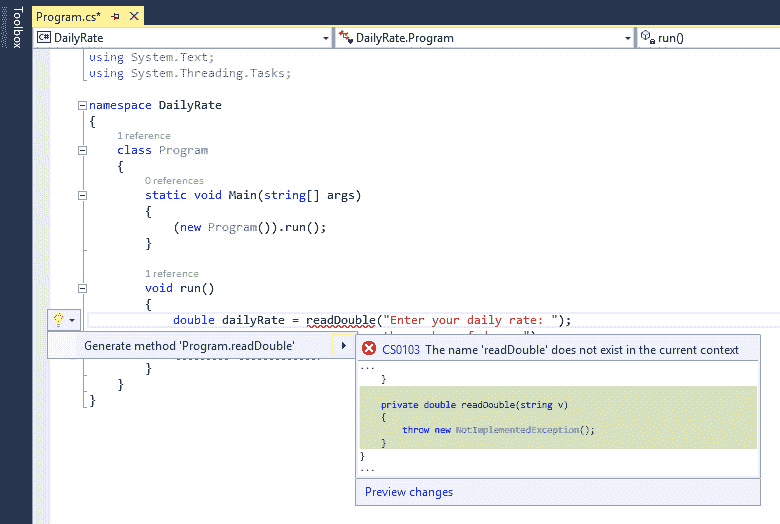 Toolbox
Program.cs*
C# DailyRate
DailyRate.Program
run()
using System.Text;
using System.Threading.Tasks;
namespace DailyRate
{
1 reference
class Program
{
0 references
static void Main(string[] args)
{
(new Program()).run();
}
1 reference
void run()
{
double dailyRate = readDouble("Enter your daily rate: ");
Generate method 'Program.readDouble'
}
}
}
CS0103 The name 'readDouble' does not exist in the current context
...
}
private double readDouble(string v)
{
throw new NotImplementedException();
}
}
...
Preview changes